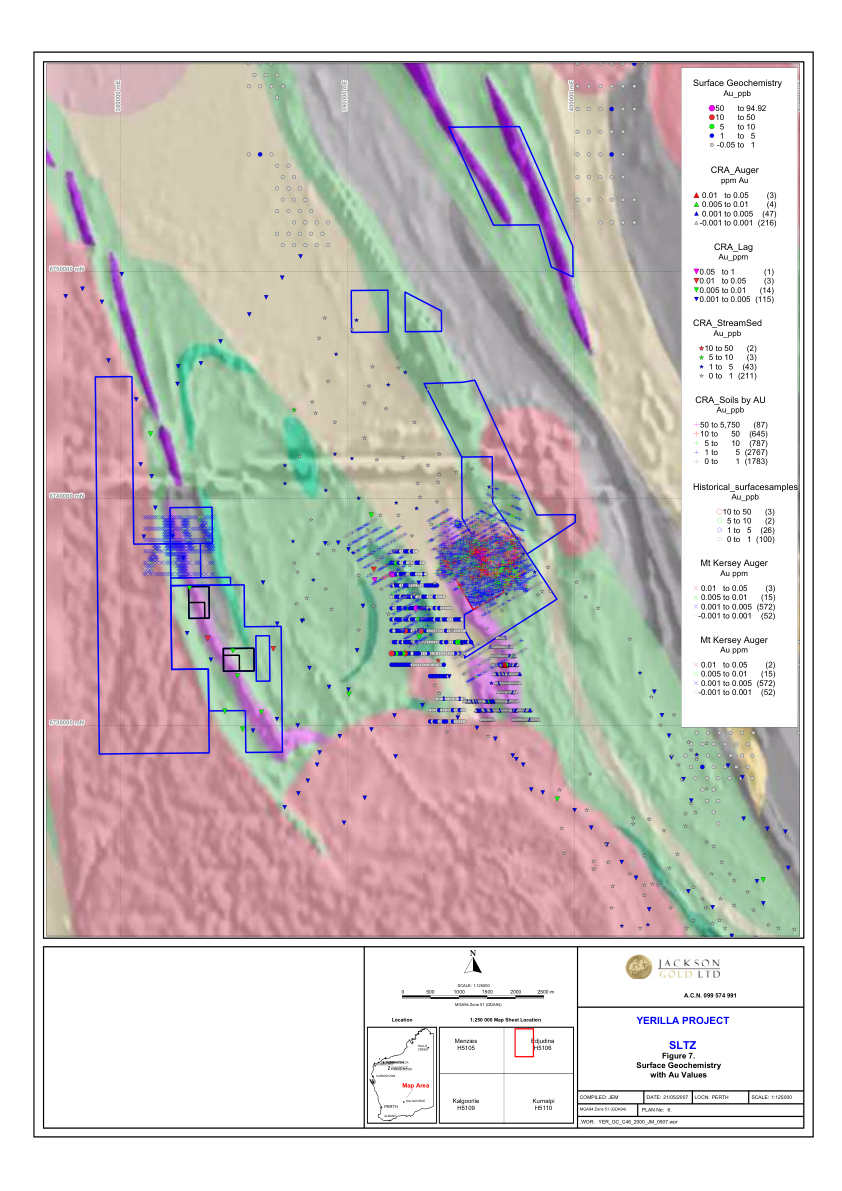 380000 mE
390000 mE
400000 mE
6750000 mN
6740000 mN
6730000 mN
Surface Geochemistry
Au_ppb
50 to 94.92
10 to 50
5 to 10
1 to 5
-0.05 to 1
CRA_Auger
ppm Au
0.01 to 0.05 (3)
0.005 to 0.01 (4)
0.001 to 0.005 (47)
-0.001 to 0.001 (216)
CRA_Lag
Au_ppm
0.05 to 1 (1)
0.01 to 0.05 (3)
0.005 to 0.01 (14)
0.001 to 0.005 (115)
CRA_StreamSed
Au_ppb
10 to 50 (2)
5 to 10 (3)
1 to 5 (43)
0 to 1 (211)
CRA_Soils by AU
Au_ppb
50 to 5,750 (87)
10 to 50 (645)
5 to 10 (787)
1 to 5 (2767)
0 to 1 (1783)
Historical_surfacesamples
Au_ppb
10 to 50 (3)
5 to 10 (2)
1 to 5 (26)
0 to 1 (100)
Mt Kersey Auger
Au ppm
0.01 to 0.05 (3)
0.005 to 0.01 (15)
0.001 to 0.005 (572)
-0.001 to 0.001 (52)
Mt Kersey Auger
Au ppm
0.01 to 0.05 (2)
0.005 to 0.01 (15)
0.001 to 0.005 (572)
-0.001 to 0.001 (52)
N
SCALE: 1:125000
0 500 1000 1500 2000 2500 m
MGA94 Zone 51 (GDA94)
Location
1:250 000 Map Sheet Location
Map Area
KALGOORLIE
PERTH
ALBANY
Menzies
H5105
Edjudina
H5106
Kalgoorlie
H5109
Kurnalpi
H5110
JACKSON
GOLD LTD
A.C.N. 099 574 991
YERILLA PROJECT
SLTZ
Figure 7.
Surface Geochemistry
with Au Values
COMPILED: JEM
DATE: 21/05/2007
LOCN: PERTH
SCALE: 1:125000
MGA94 Zone 51 (GDA94)
PLAN No: 6.
WOR: YER_GC_C46_2000_JM_0507.wor